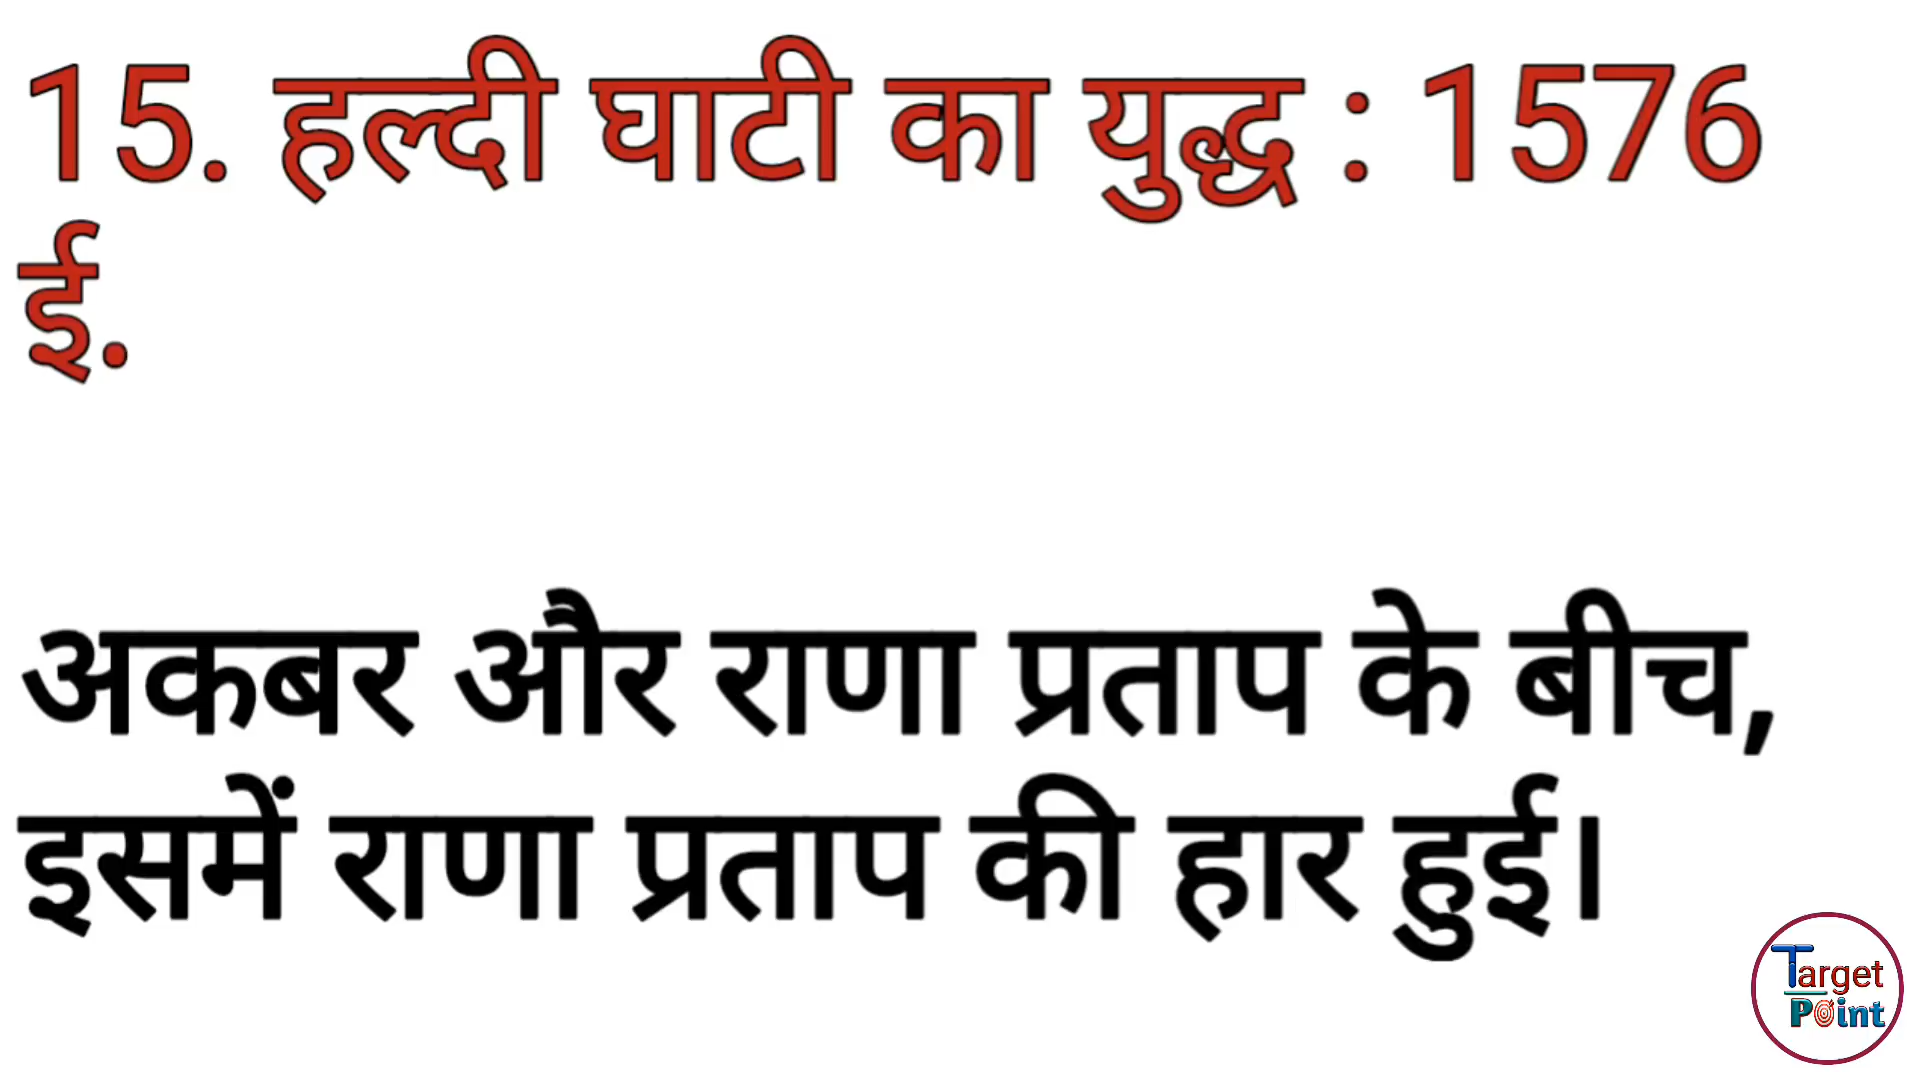 15. हल्दी घाटी का युद्ध : 1576
ई.
अकबर और राणा प्रताप के बीच,
इसमें राणा प्रताप की हार हुई।
Target
Point